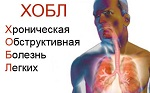 ХОБЛ
Хроническая
Обструктивная
Болезнь
Легких